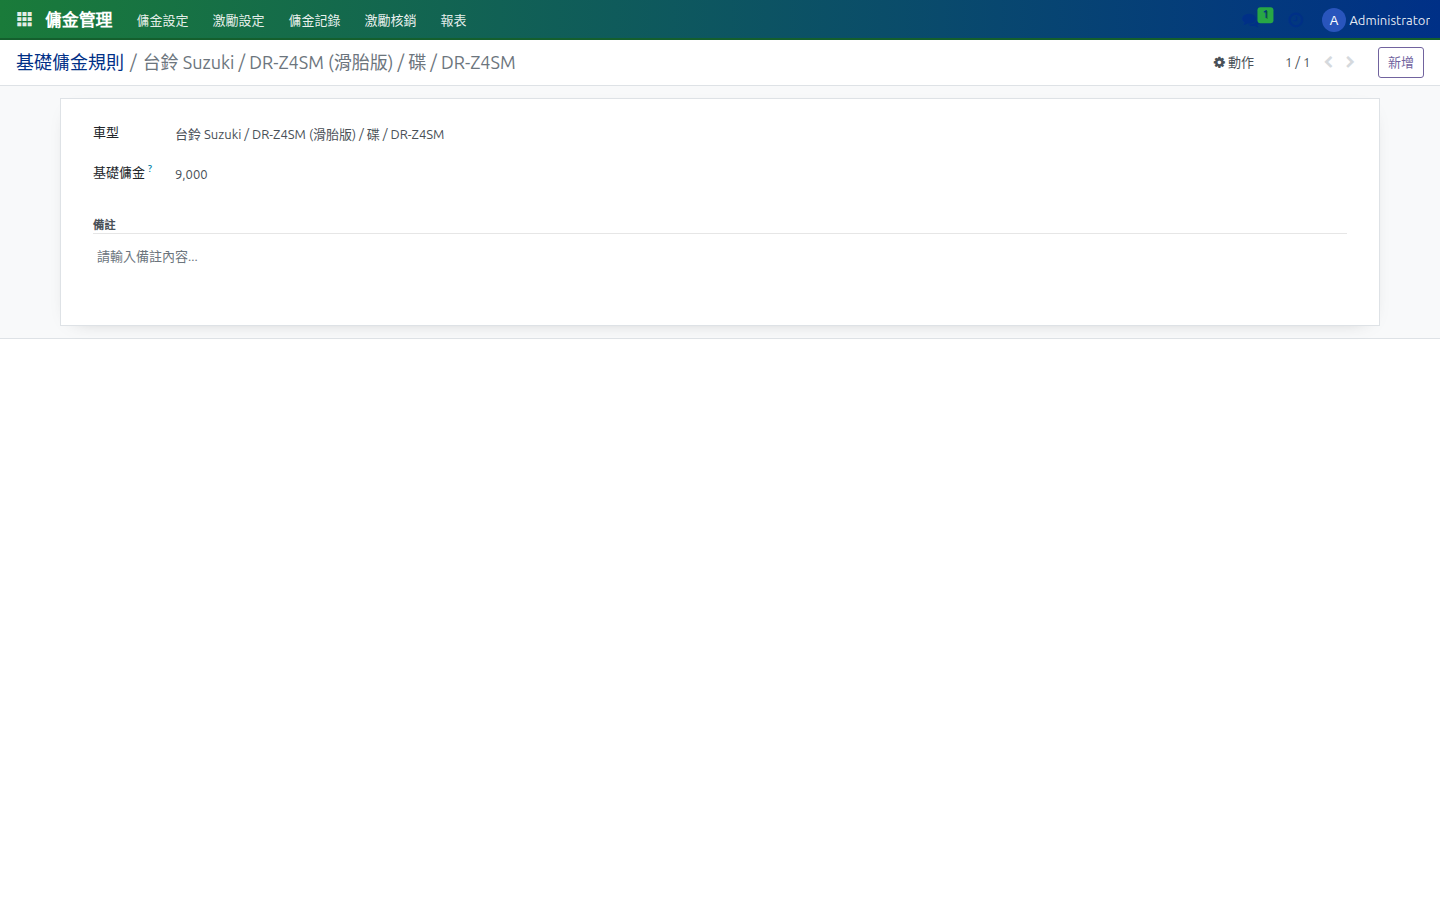 傭金管理 傭金設定 激勵設定 傭金記錄 激勵核銷 報表 1 A Administrator
基礎傭金規則 / 台鈴 Suzuki / DR-Z4SM (滑胎版) / 碟 / DR-Z4SM 動作 1 / 1 新增
車型 台鈴 Suzuki / DR-Z4SM (滑胎版) / 碟 / DR-Z4SM
基礎傭金 ? 9,000
備註
請輸入備註內容...